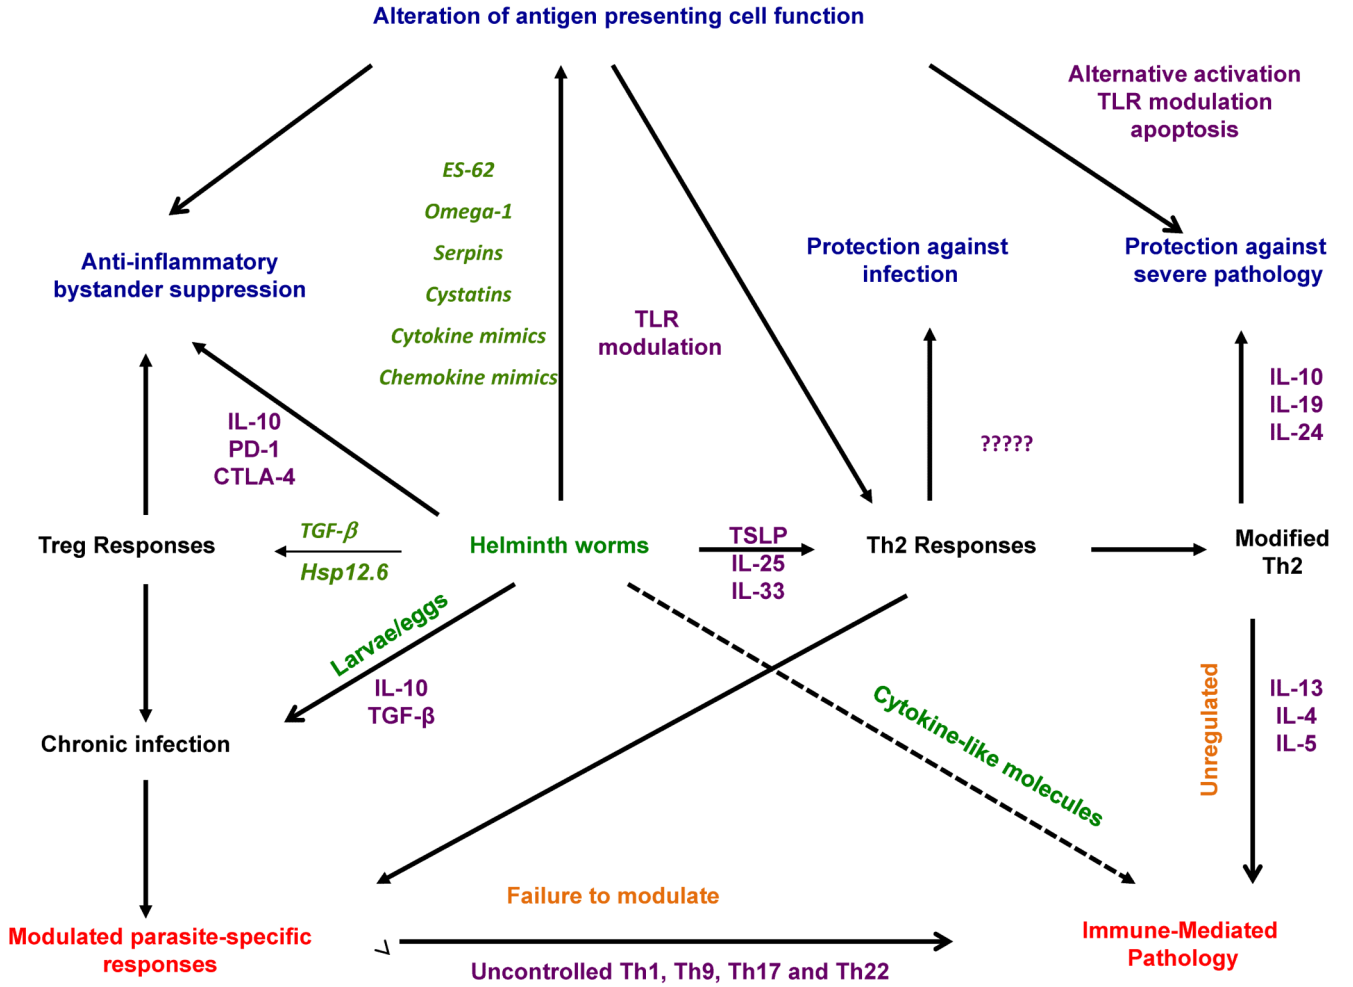 Alteration of antigen presenting cell function
Alternative activation
TLR modulation
apoptosis
ES-62
Omega-1
Serpins
Cystatins
Cytokine mimics
Chemokine mimics
TLR
modulation
Anti-inflammatory
bystander suppression
Protection against
infection
Protection against
severe pathology
IL-10
PD-1
CTLA-4
?????
IL-10
IL-19
IL-24
Treg Responses
TGF-β
Hsp12.6
Helminth worms
TSLP
IL-25
IL-33
Th2 Responses
Modified
Th2
Larvae/eggs
IL-10
TGF-β
Chronic infection
Cytokine-like molecules
Unregulated
IL-13
IL-4
IL-5
Failure to modulate
Modulated parasite-specific
responses
Uncontrolled Th1, Th9, Th17 and Th22
Immune-Mediated
Pathology